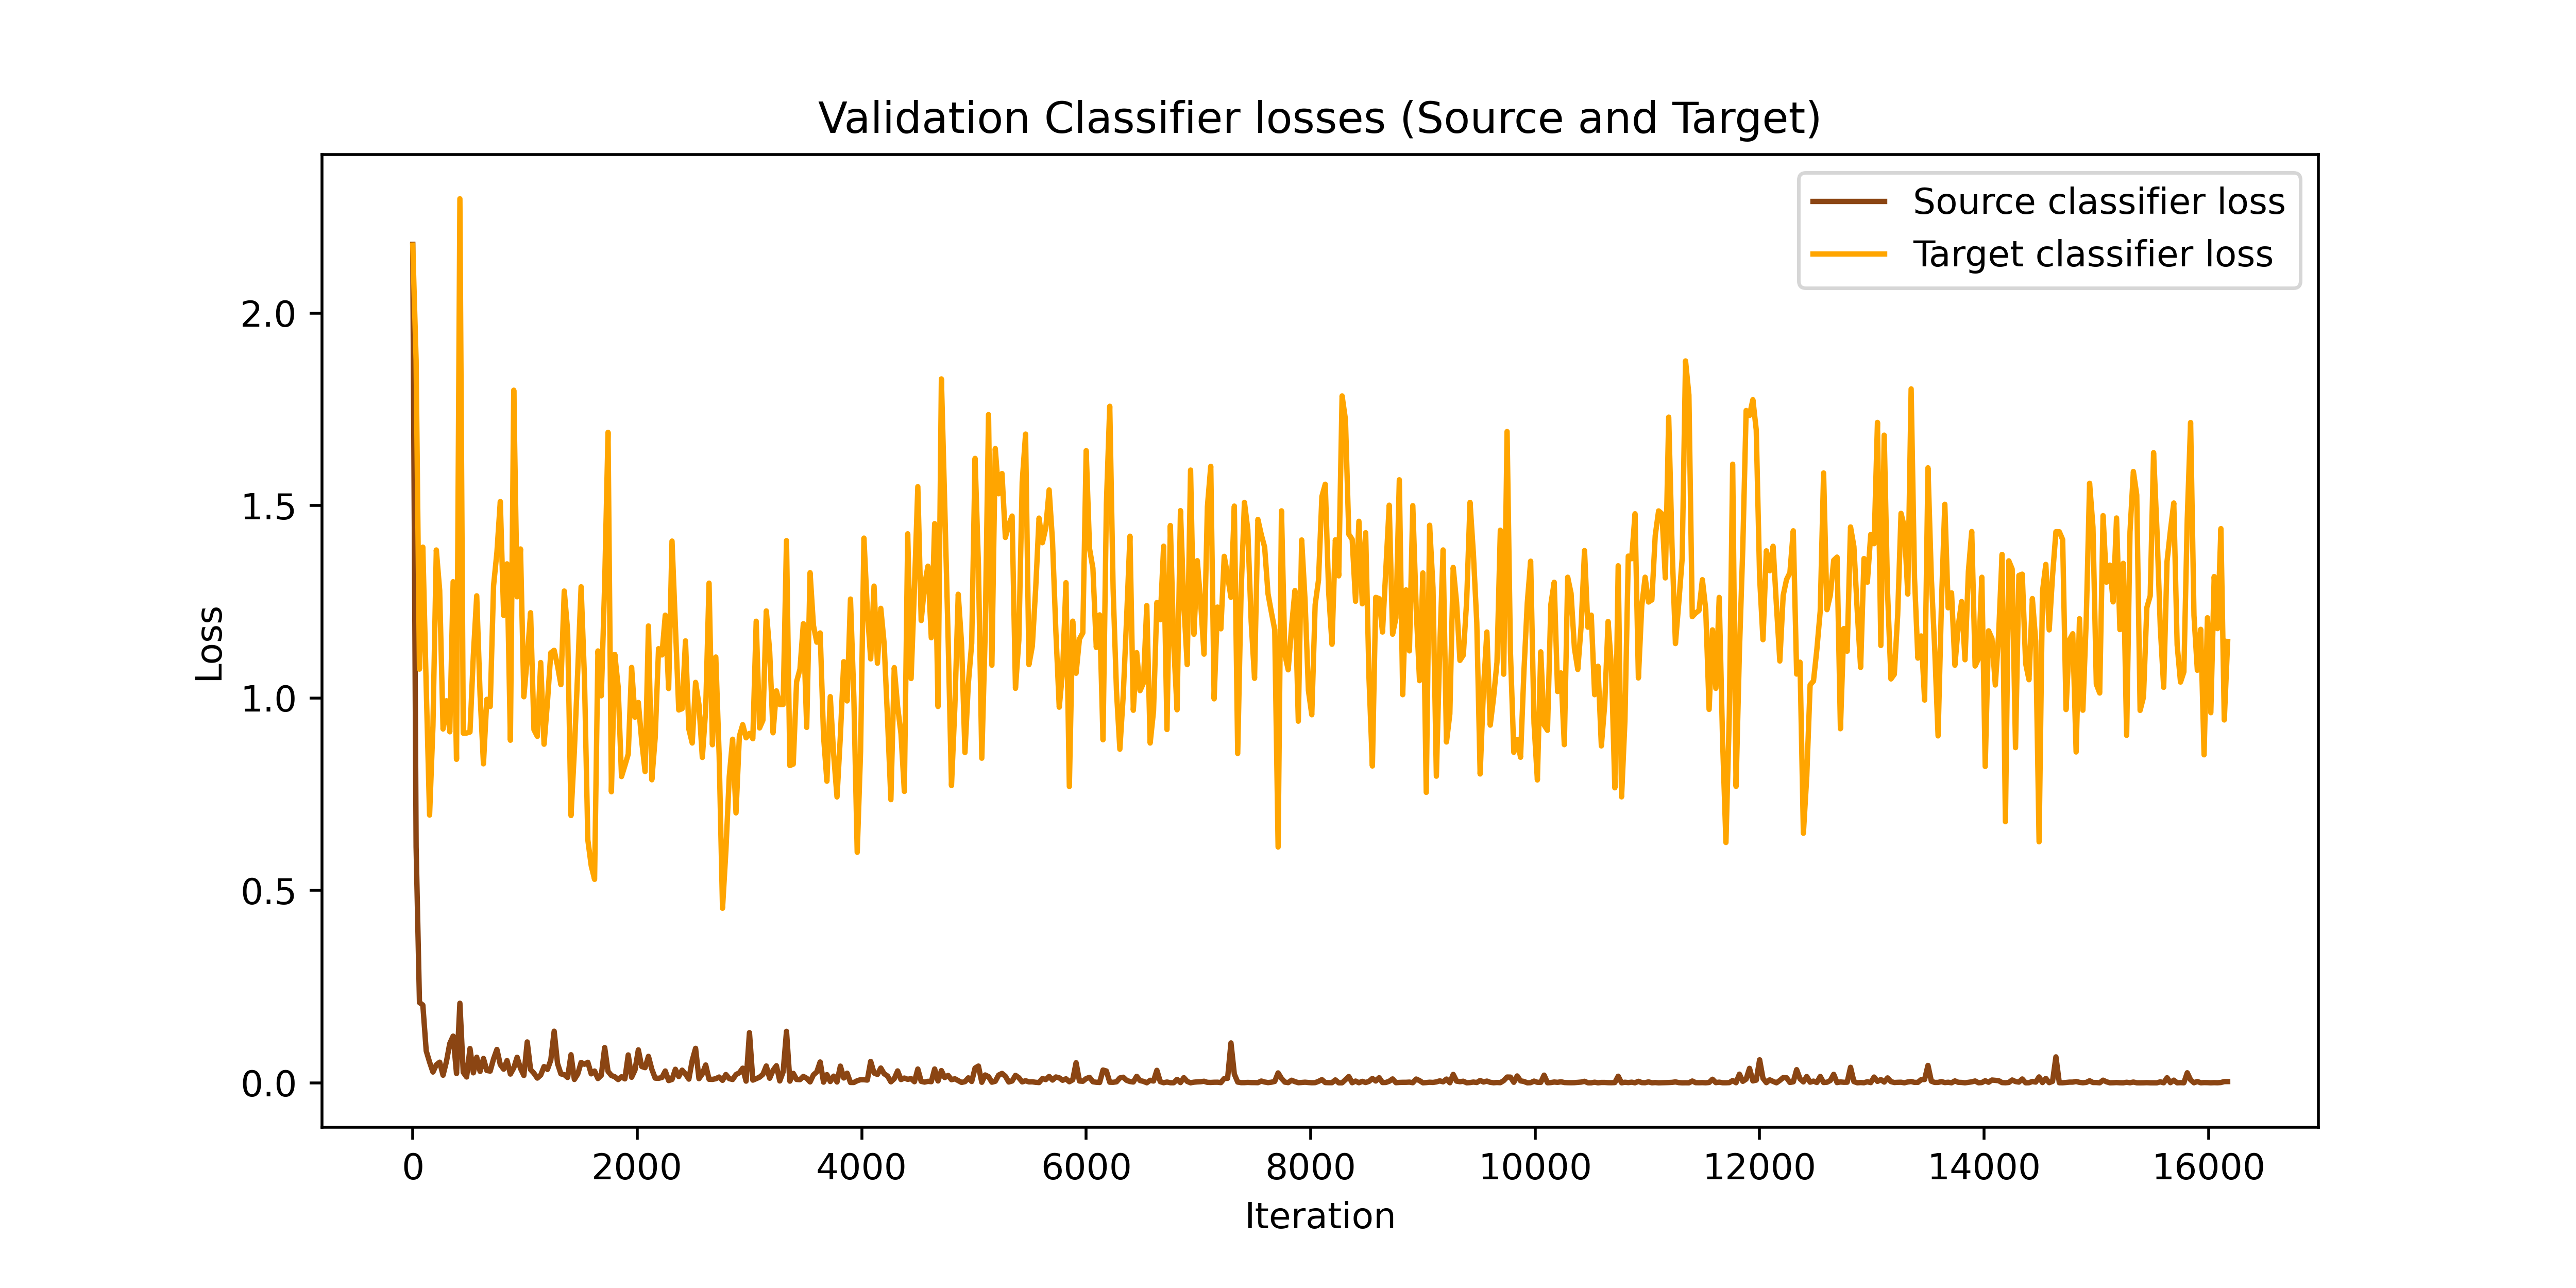 Validation Classifier losses (Source and Target)
Source classifier loss
Target classifier loss
2.0
1.5
1.0
0.5
0.0
Loss
0 2000 4000 6000 8000 10000 12000 14000 16000
Iteration